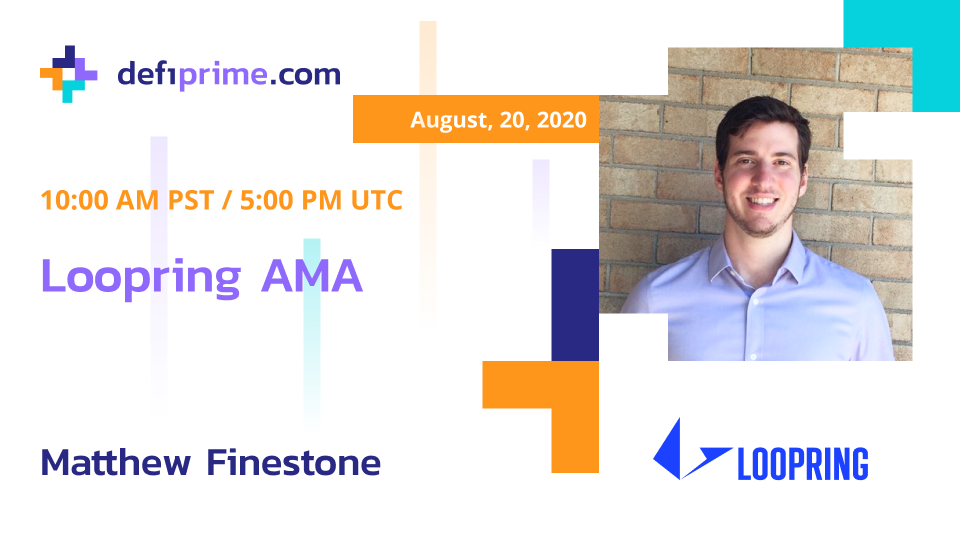 defiprime.com
August, 20, 2020
10:00 AM PST / 5:00 PM UTC
Loopring AMA
Matthew Finestone
LOOPRING